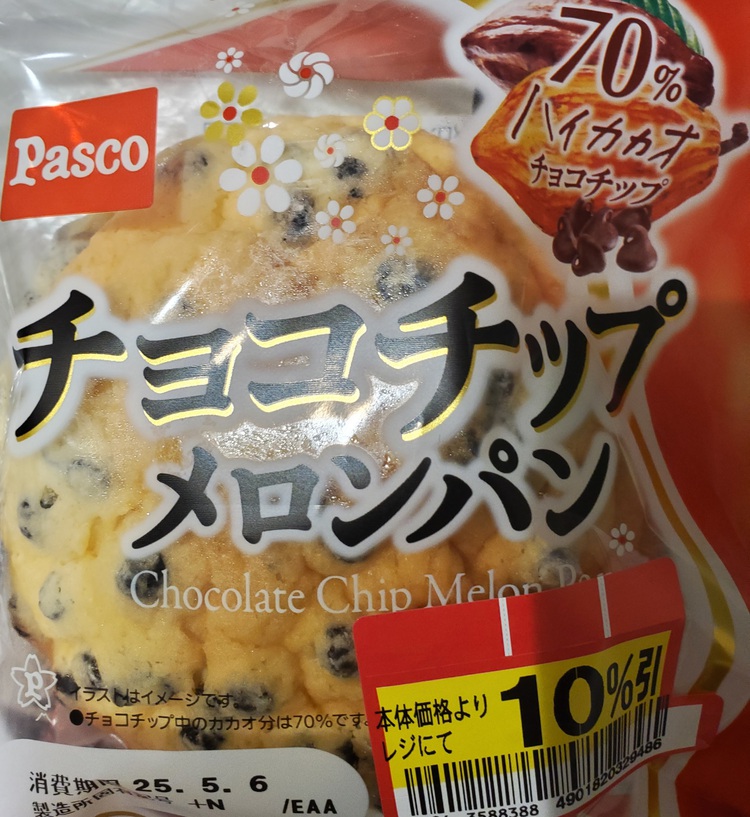 Pasco
70%
ハイカカオ
チョコチップ
チョコチップ
メロンパン
Chocolate Chip Melon
イラストはイメージです。
●チョコチップ中のカカオ分は70%です。
本体価格より
レジにて
10%引
消費期限 25. 5. 6
+N /EAA
3588388 4901820329486